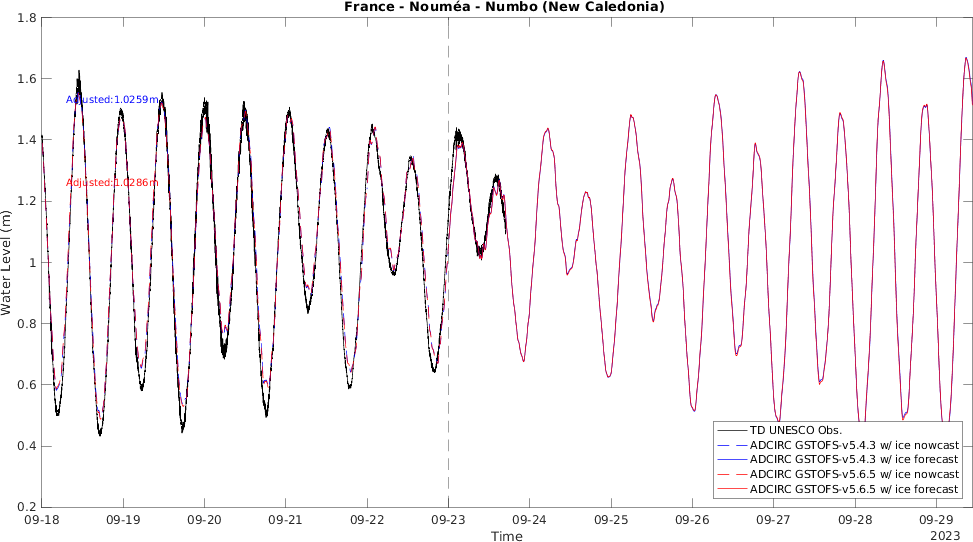 France - Nouméa - Numbo (New Caledonia)
1.8
1.6
1.4
1.2
1
0.8
0.6
0.4
0.2
Water Level (m)
Adjusted:1.0259m
Adjusted:1.0286m
TD UNESCO Obs.
ADCIRC GSTOFS-v5.4.3 w/ ice nowcast
ADCIRC GSTOFS-v5.4.3 w/ ice forecast
ADCIRC GSTOFS-v5.6.5 w/ ice nowcast
ADCIRC GSTOFS-v5.6.5 w/ ice forecast
09-18 09-19 09-20 09-21 09-22 09-23 09-24 09-25 09-26 09-27 09-28 09-29
Time
2023